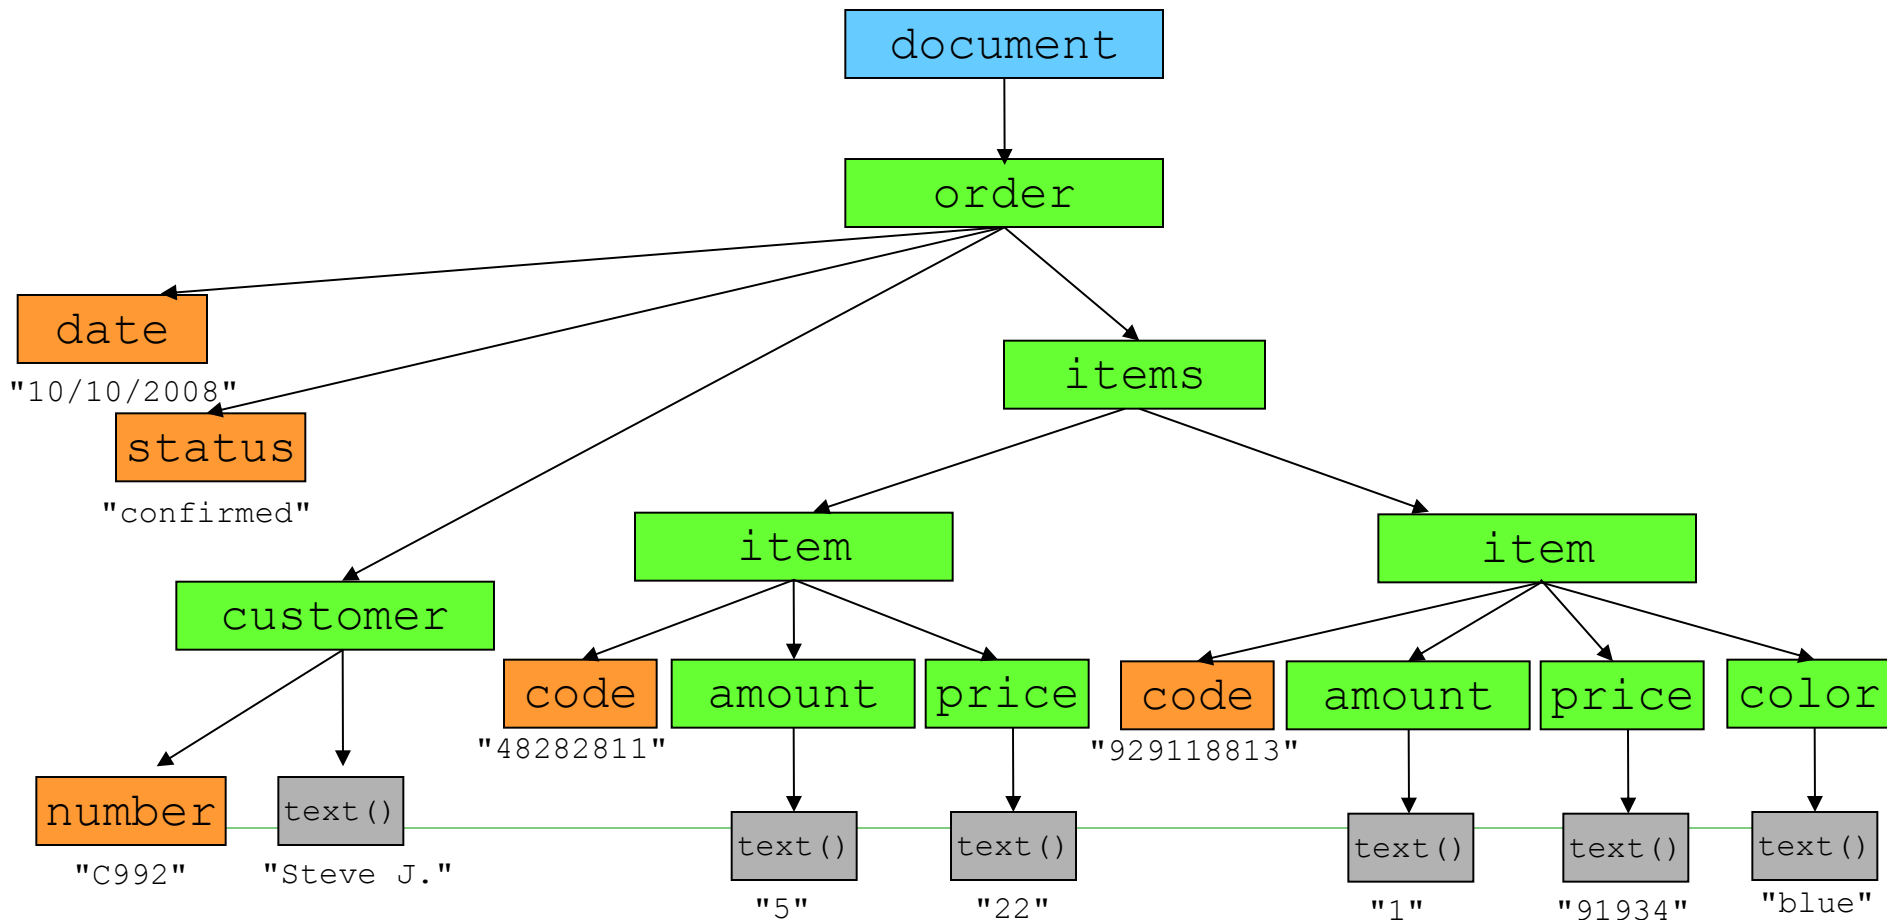 document
order
date
"10/10/2008"
items
status
"confirmed"
item
item
customer
code
amount
price
code
amount
price
color
"48282811"
"929118813"
number
text()
text()
text()
text()
text()
text()
"C992"
"Steve J."
"5"
"22"
"1"
"91934"
"blue"